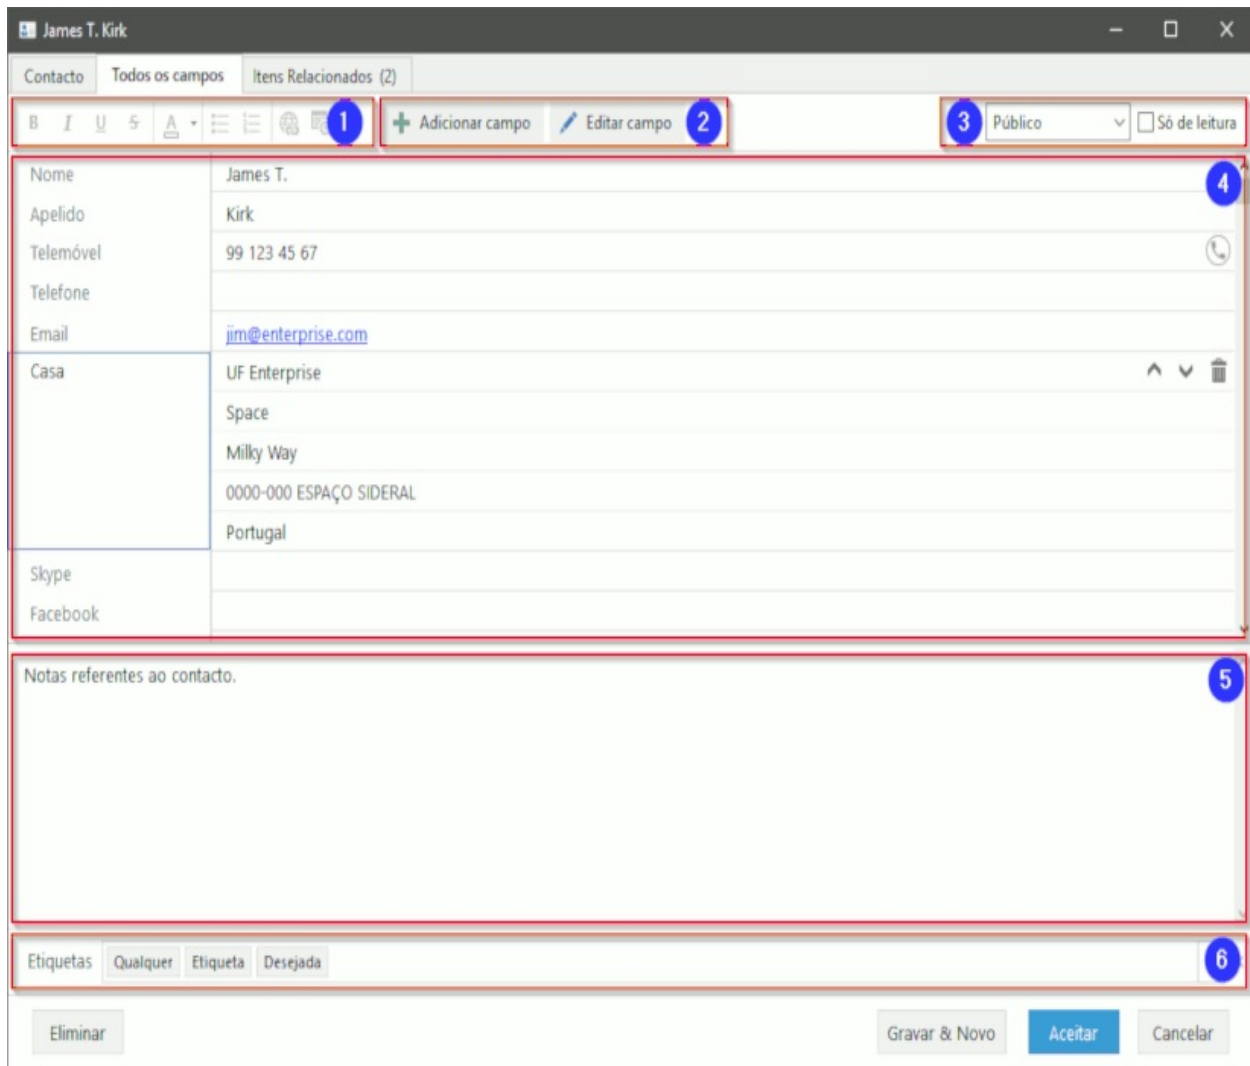 James T. Kirk
Contacto Todos os campos Itens Relacionados (2)
B I U S A 1 Adicionar campo Editar campo 2 3 Público Só de leitura
Nome James T. 4
Apelido Kirk
Telemóvel 99 123 45 67
Telefone
Email jim@enterprise.com
Casa UF Enterprise
Space
Milky Way
0000-000 ESPAÇO SIDERAL
Portugal
Skype
Facebook
Notas referentes ao contacto. 5
Etiquetas Qualquer Etiqueta Desejada 6
Eliminar Gravar & Novo Aceitar Cancelar